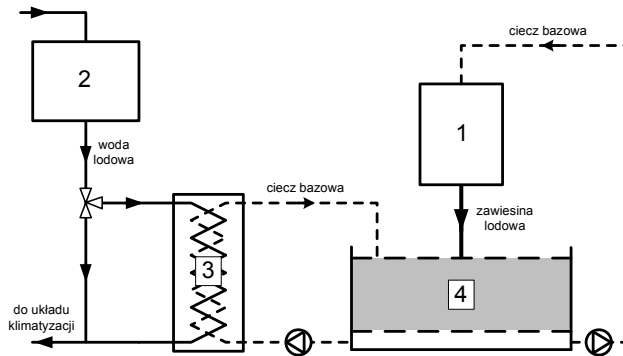 ciecz bazowa
2
1
woda
lodowa
ciecz bazowa
zawiesina
lodowa
3
4
do układu
klimatyzacji